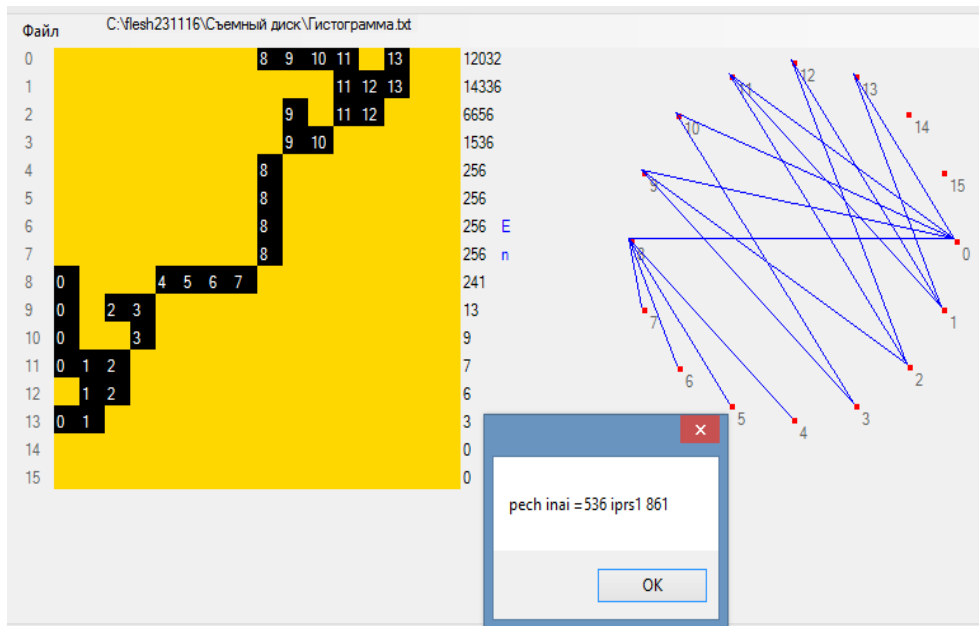 Файл C:\flesh231116\Съемный диск\Гистограмма.txt
0 8 9 10 11 13 12032
1 11 12 13 14336
2 9 11 12 6656
3 9 10 1536
4 8 256
5 8 256
6 8 256 E
7 8 256 n
8 0 4 5 6 7 241
9 0 2 3 13
10 0 3 9
11 0 1 2 7
12 1 2 6
13 0 1 3
14 0
15 0
12
11 13
10 14
9 15
8 0
7 1
6 2
5 4 3
pech inai =536 iprs1 861
OK